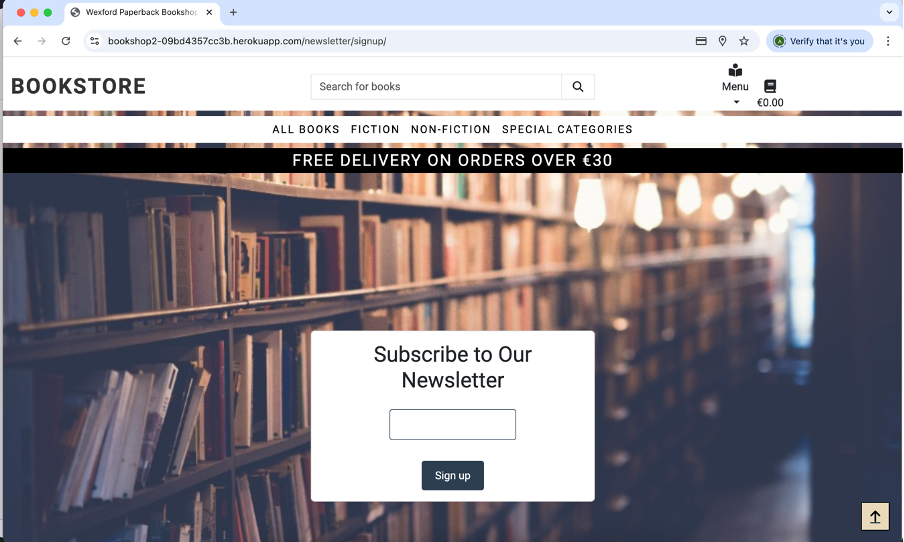 Wexford Paperback Bookshop
bookshop2-09bd4357cc3b.herokuapp.com/newsletter/signup/
Verify that it's you
BOOKSTORE
Search for books
Menu
€0.00
ALL BOOKS FICTION NON-FICTION SPECIAL CATEGORIES
FREE DELIVERY ON ORDERS OVER €30
Subscribe to Our
Newsletter
Sign up